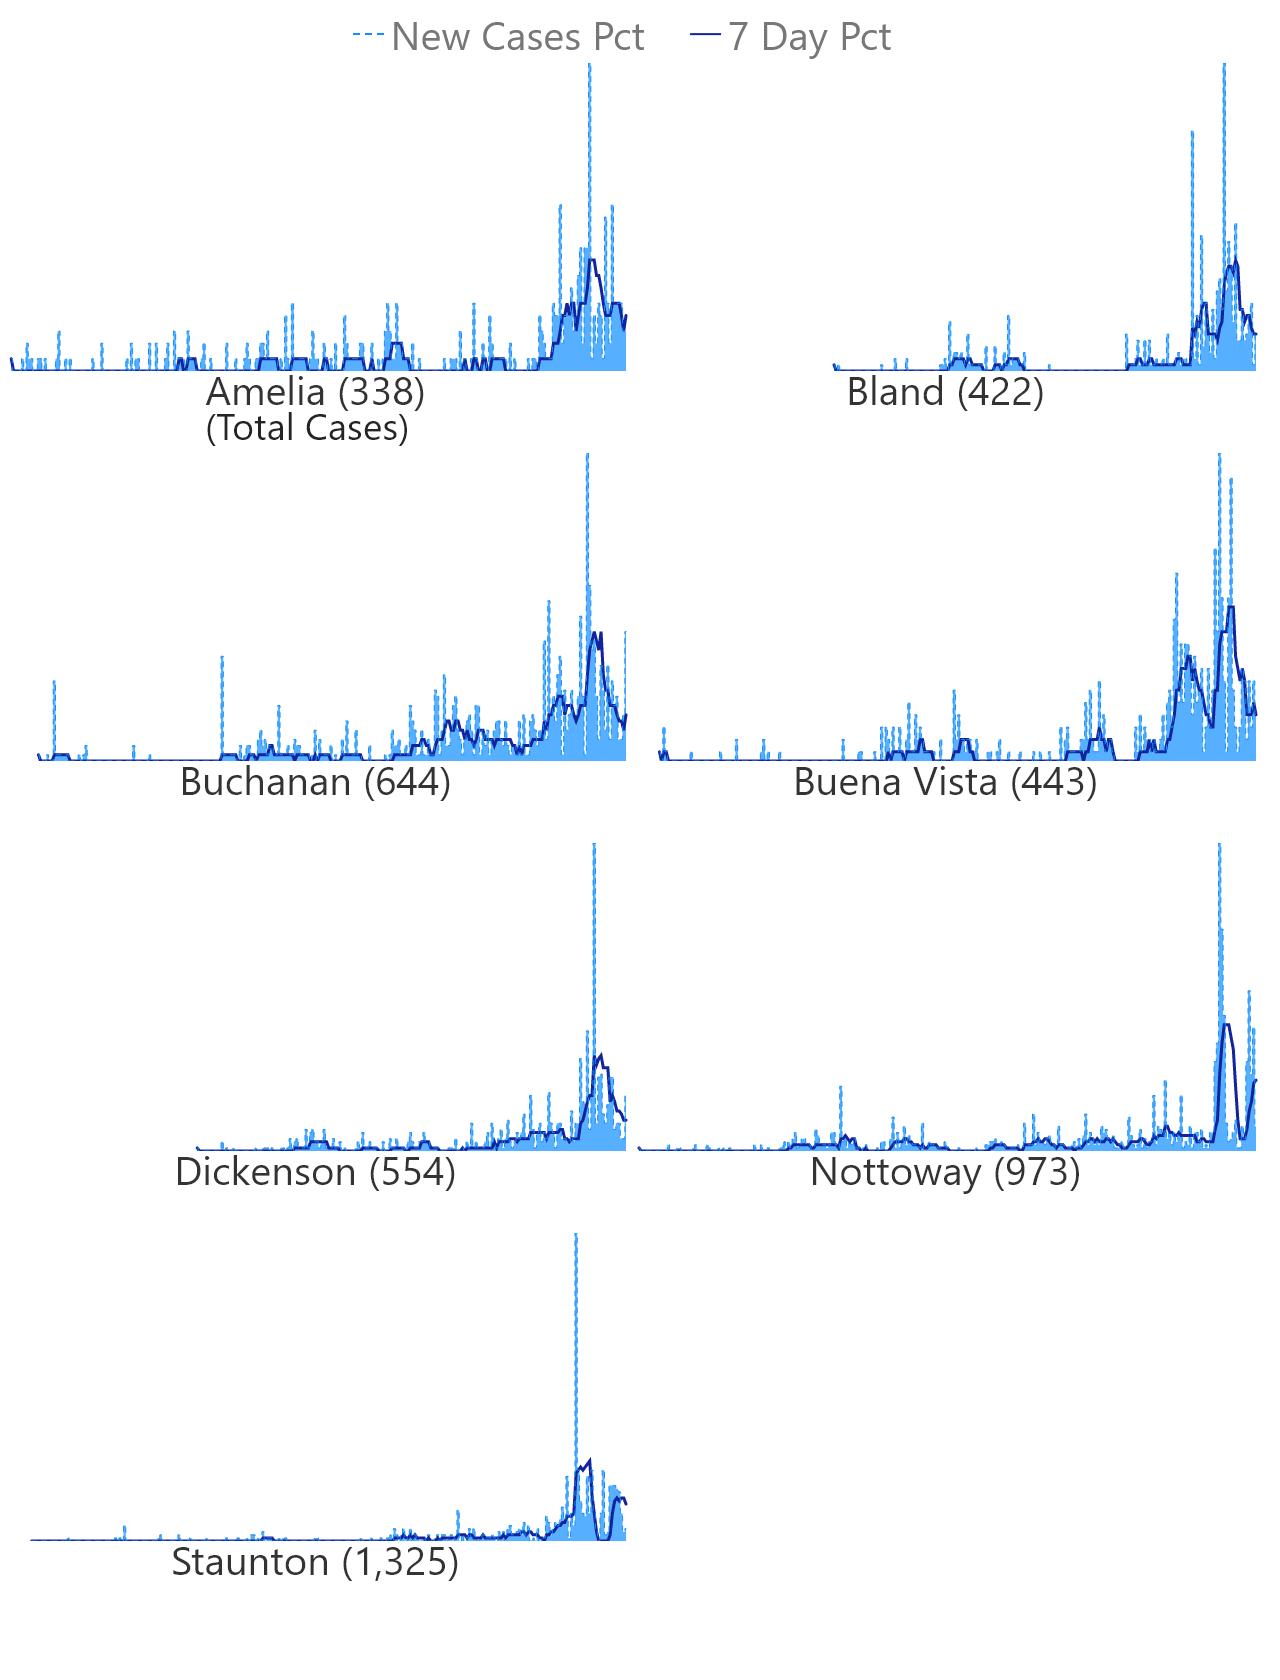 New Cases Pct 7 Day Pct
Amelia (338)
(Total Cases)
Bland (422)
Buchanan (644)
Buena Vista (443)
Dickenson (554)
Nottoway (973)
Staunton (1,325)